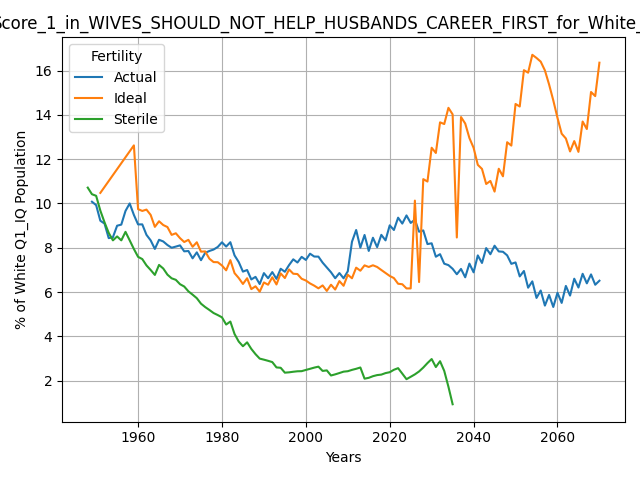 Score_1_in_WIVES_SHOULD_NOT_HELP_HUSBANDS_CAREER_FIRST_for_White_
Fertility
Actual
Ideal
Sterile
% of White Q1_IQ Population
16
14
12
10
8
6
4
2
1960
1980
2000
2020
2040
2060
Years